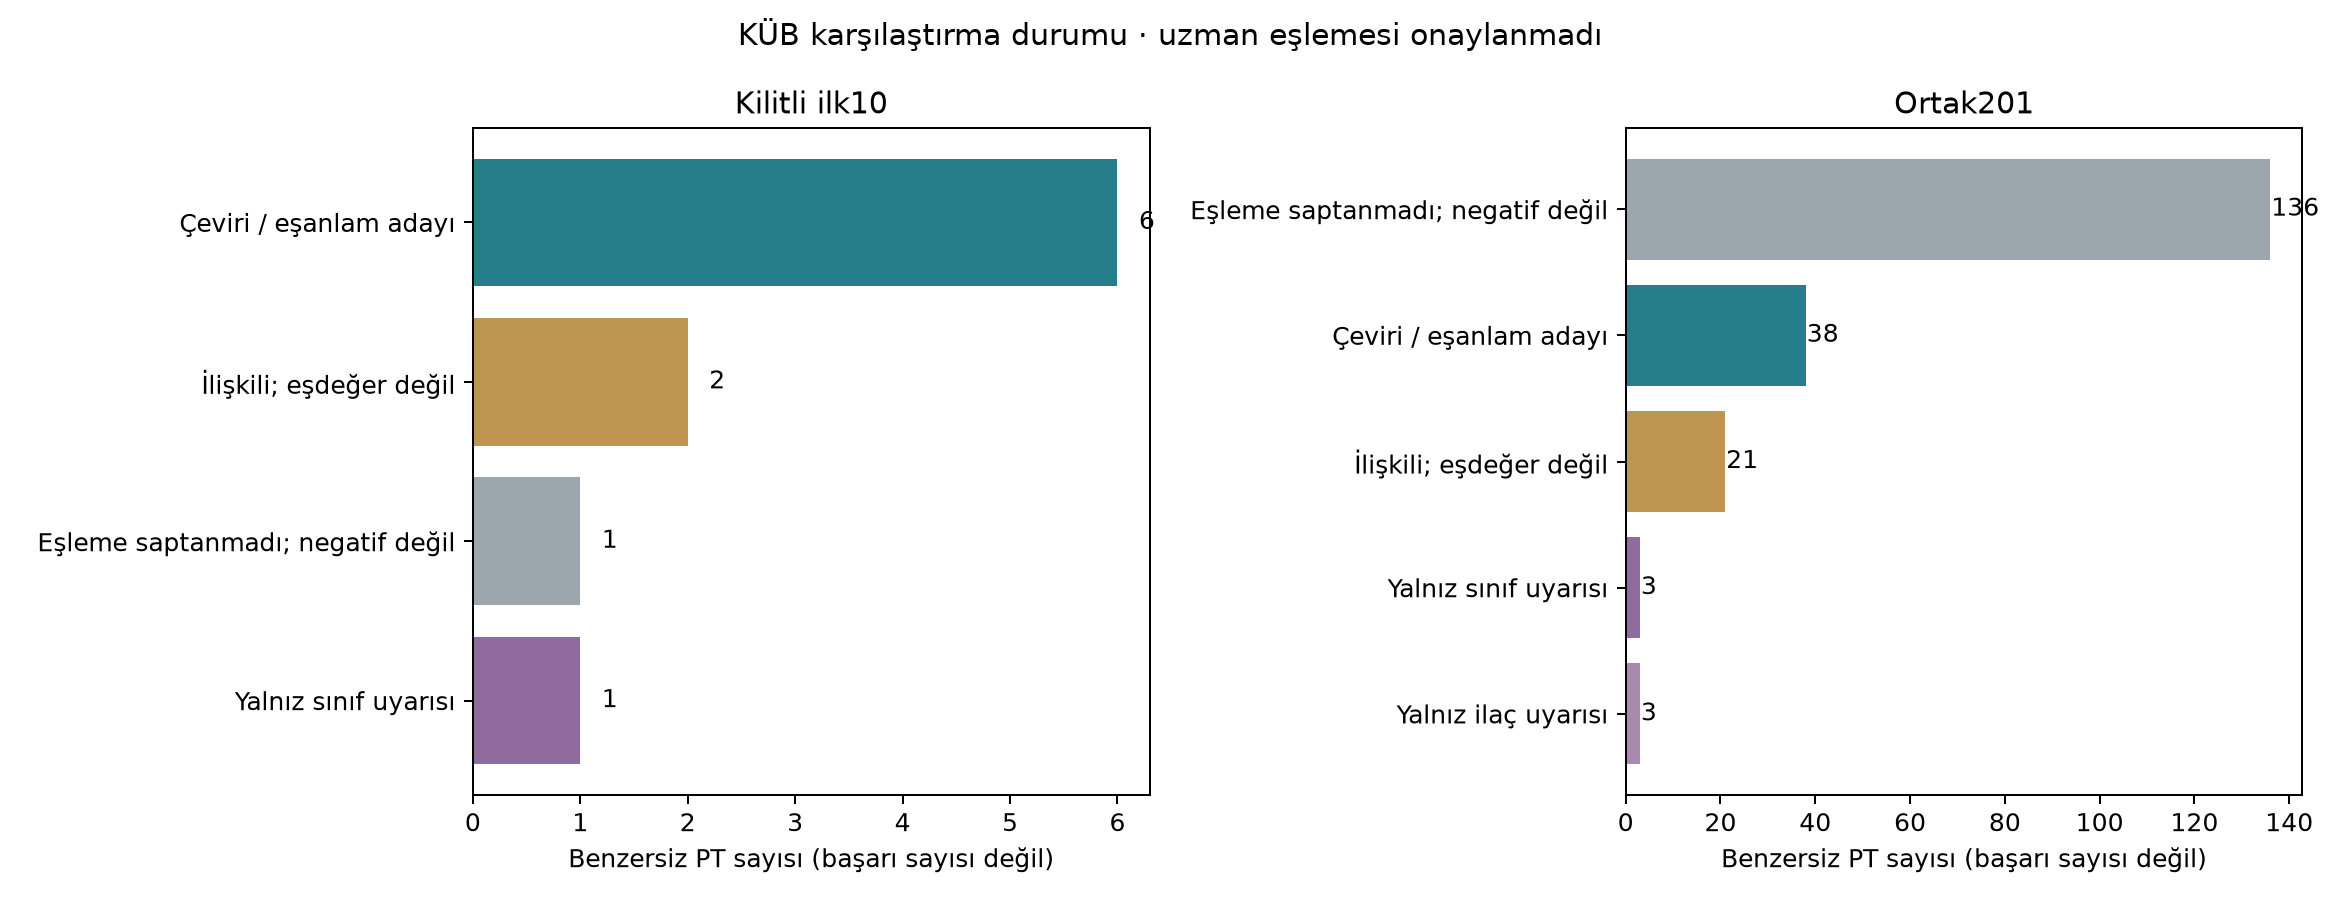 KÜB karşılaştırma durumu · uzman eşlemesi onaylanmadı
Kilitli ilk10
Çeviri / eşanlam adayı
6
İlişkili; eşdeğer değil
2
Eşleme saptanmadı; negatif değil
1
Yalnız sınıf uyarısı
1
0 1 2 3 4 5 6
Benzersiz PT sayısı (başarı sayısı değil)
Ortak201
Eşleme saptanmadı; negatif değil
136
Çeviri / eşanlam adayı
38
İlişkili; eşdeğer değil
21
Yalnız sınıf uyarısı
3
Yalnız ilaç uyarısı
3
0 20 40 60 80 100 120 140
Benzersiz PT sayısı (başarı sayısı değil)